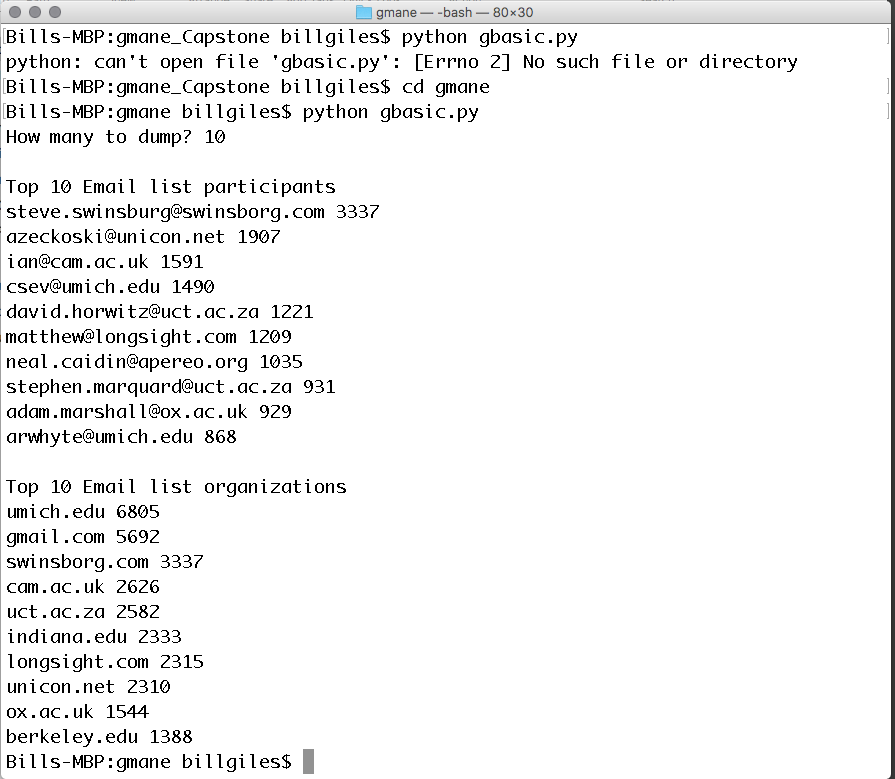 gmane — -bash — 80×30
Bills-MBP:gmane_Capstone billgiles$ python gbasic.py
python: can't open file 'gbasic.py': [Errno 2] No such file or directory
Bills-MBP:gmane_Capstone billgiles$ cd gmane
Bills-MBP:gmane billgiles$ python gbasic.py
How many to dump? 10
Top 10 Email list participants
steve.swinsburg@swinsborg.com 3337
azeckoski@unicon.net 1907
ian@cam.ac.uk 1591
csev@umich.edu 1490
david.horwitz@uct.ac.za 1221
matthew@longsight.com 1209
neal.caidin@apereo.org 1035
stephen.marquard@uct.ac.za 931
adam.marshall@ox.ac.uk 929
arwhyte@umich.edu 868
Top 10 Email list organizations
umich.edu 6805
gmail.com 5692
swinsborg.com 3337
cam.ac.uk 2626
uct.ac.za 2582
indiana.edu 2333
longsight.com 2315
unicon.net 2310
ox.ac.uk 1544
berkeley.edu 1388
Bills-MBP:gmane billgiles$